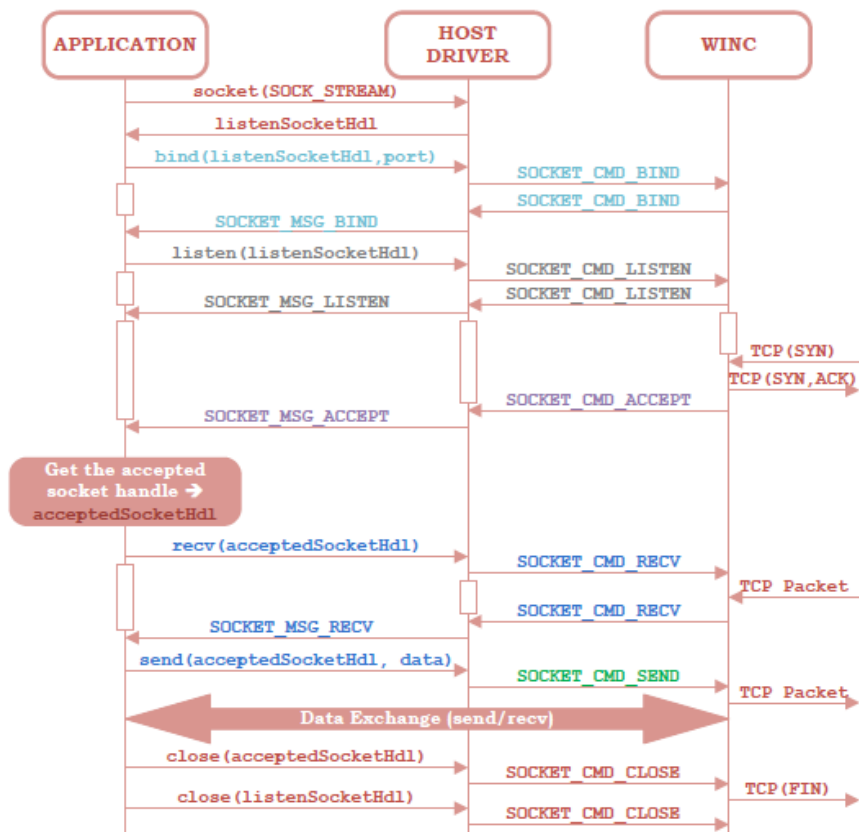 APPLICATION
HOST
DRIVER
WINC
socket(SOCK_STREAM)
listenSocketHdl
bind(listenSocketHdl,port)
SOCKET_CMD_BIND
SOCKET_CMD_BIND
SOCKET_MSG_BIND
listen(listenSocketHdl)
SOCKET_CMD_LISTEN
SOCKET_CMD_LISTEN
SOCKET_MSG_LISTEN
TCP(SYN)
TCP(SYN,ACK)
SOCKET_CMD_ACCEPT
SOCKET_MSG_ACCEPT
Get the accepted
socket handle ➔
acceptedSocketHdl
recv(acceptedSocketHdl)
SOCKET_CMD_RECV
TCP Packet
SOCKET_CMD_RECV
SOCKET_MSG_RECV
send(acceptedSocketHdl, data)
SOCKET_CMD_SEND
TCP Packet
Data Exchange (send/recv)
close(acceptedSocketHdl)
SOCKET_CMD_CLOSE
TCP(FIN)
close(listenSocketHdl)
SOCKET_CMD_CLOSE